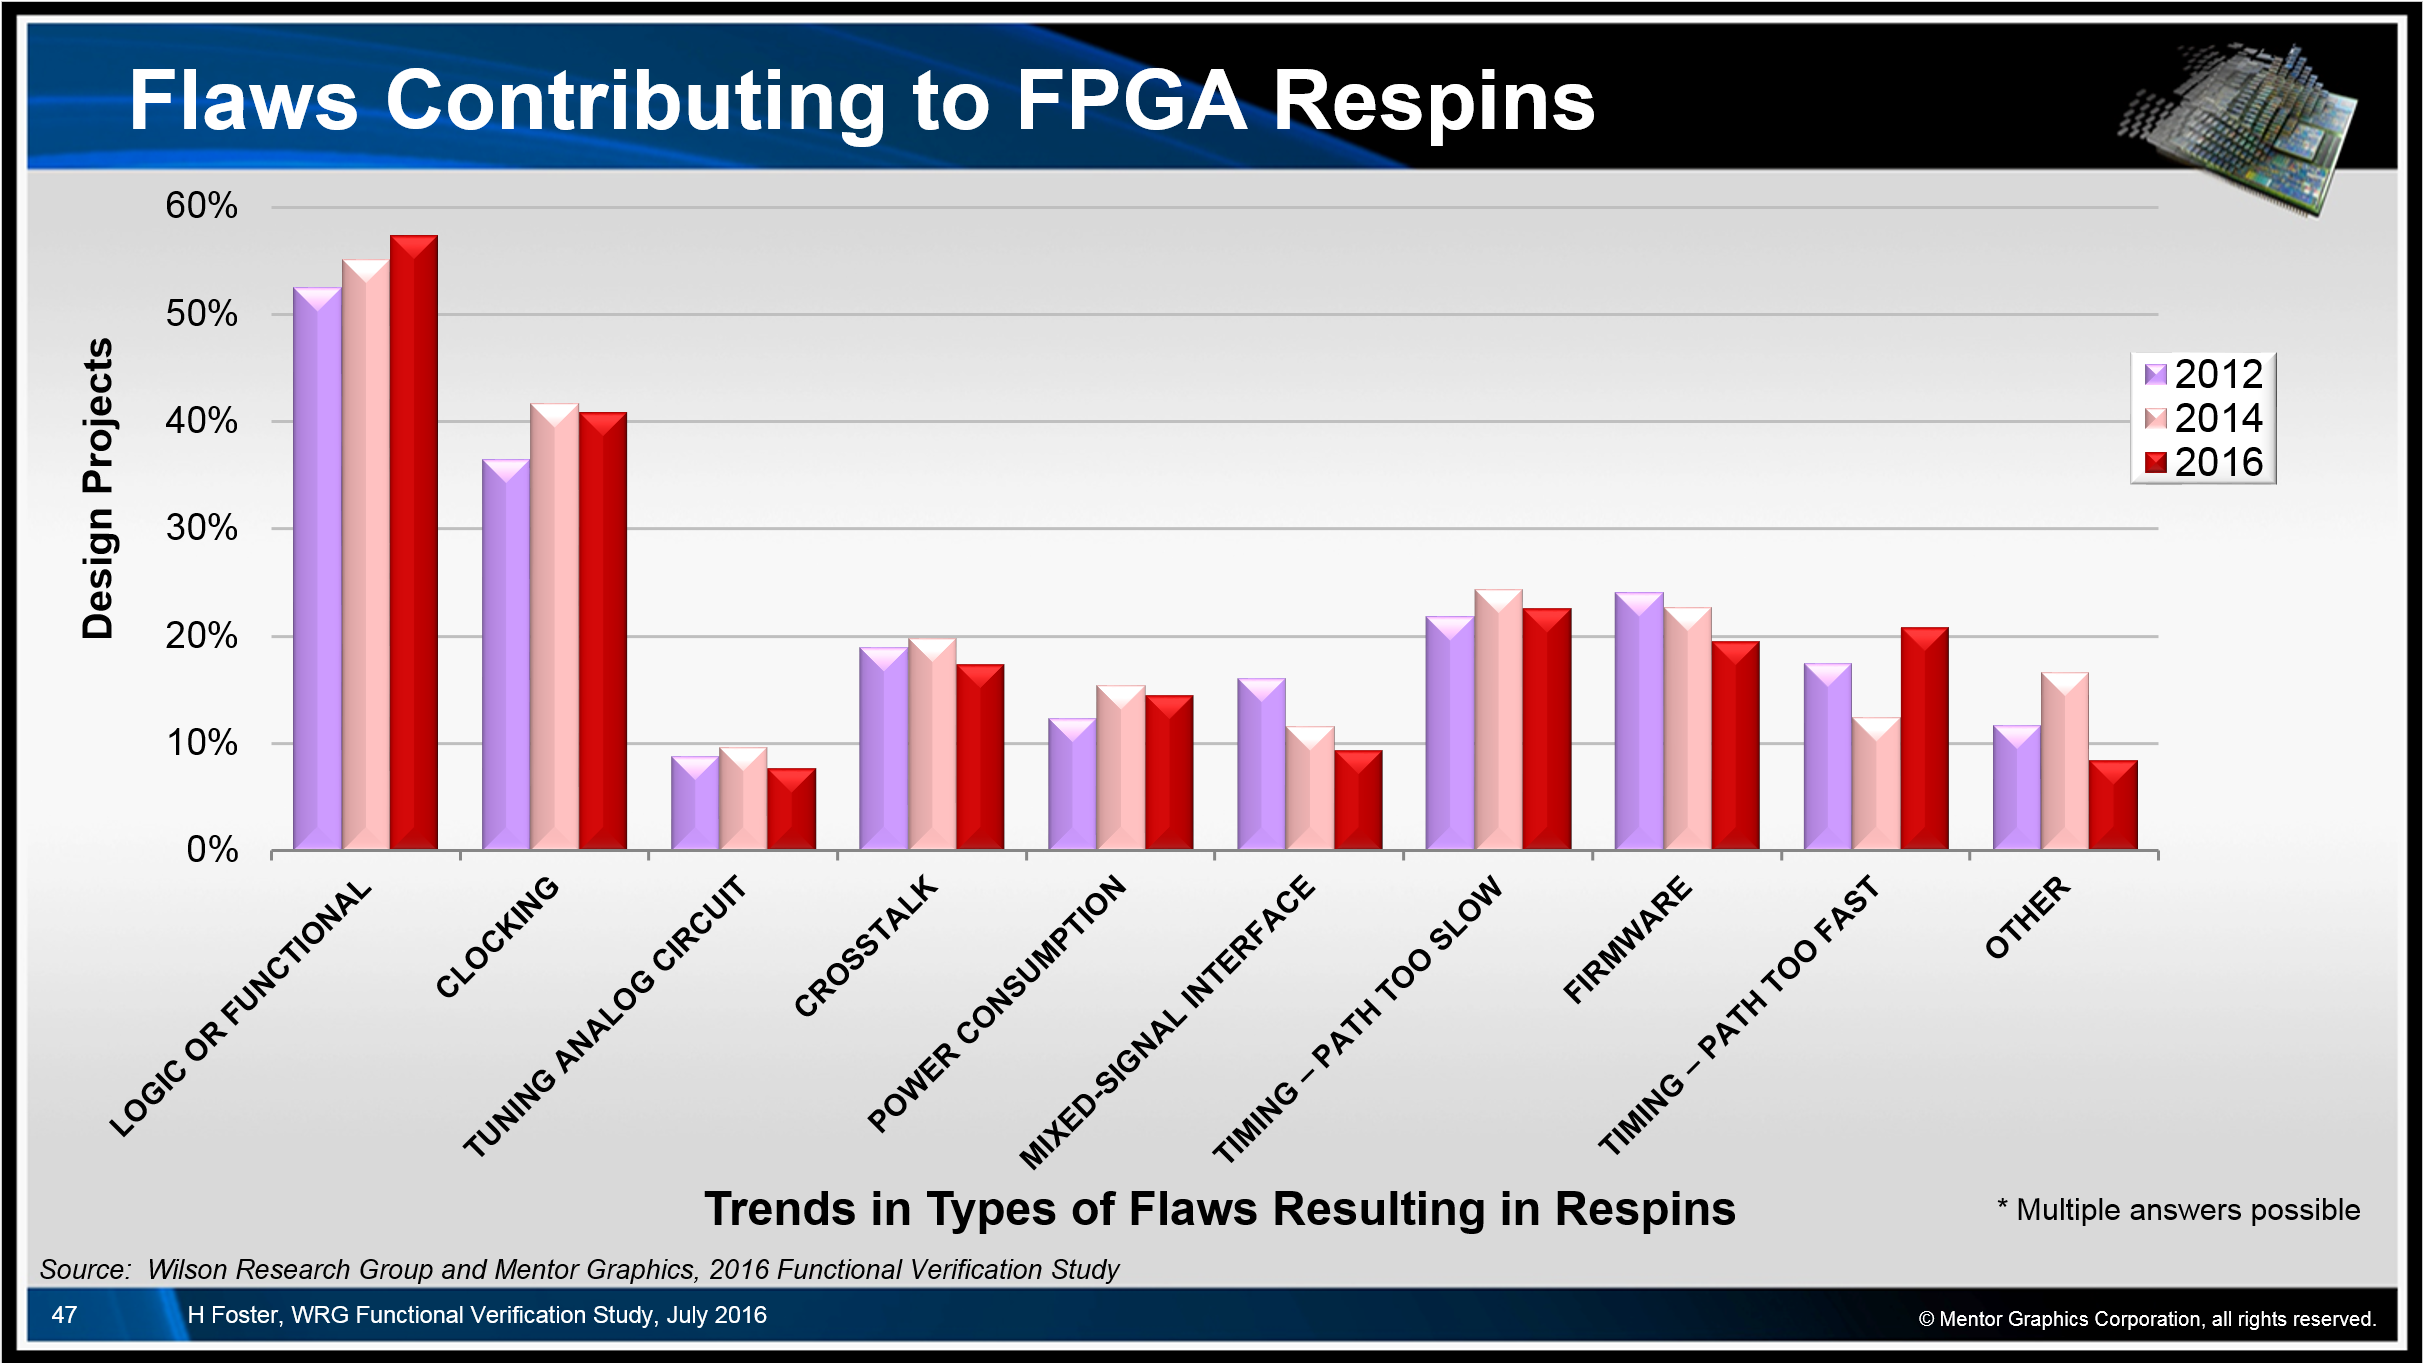 Flaws Contributing to FPGA Respins
60%
50%
40%
30%
20%
10%
0%
Design Projects
2012
2014
2016
LOGIC OR FUNCTIONAL
CLOCKING
TUNING ANALOG CIRCUIT
CROSSTALK
POWER CONSUMPTION
MIXED-SIGNAL INTERFACE
TIMING – PATH TOO SLOW
FIRMWARE
TIMING – PATH TOO FAST
OTHER
Trends in Types of Flaws Resulting in Respins
* Multiple answers possible
Source: Wilson Research Group and Mentor Graphics, 2016 Functional Verification Study
47
H Foster, WRG Functional Verification Study, July 2016
© Mentor Graphics Corporation, all rights reserved.